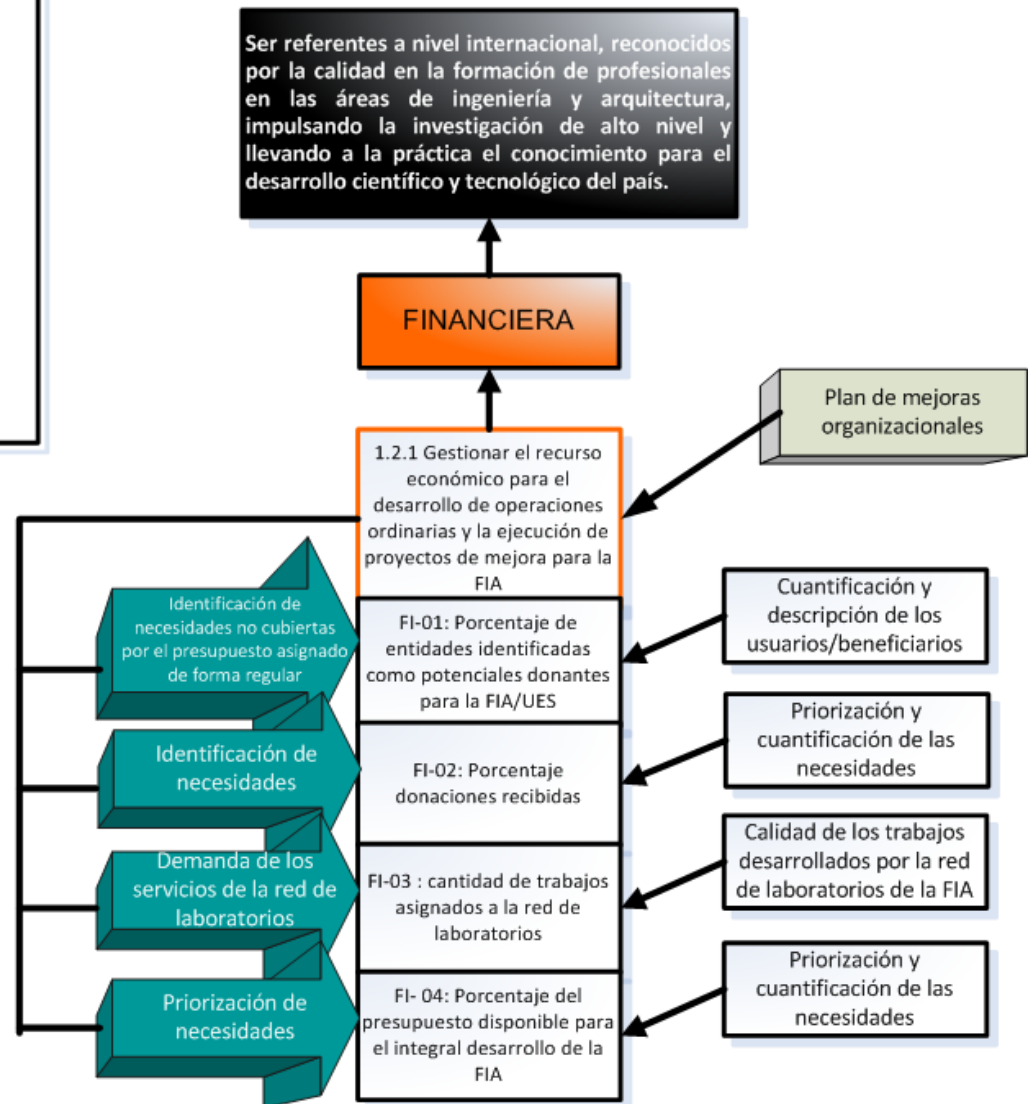 Ser referentes a nivel internacional, reconocidos
por la calidad en la formación de profesionales
en las áreas de ingeniería y arquitectura,
impulsando la investigación de alto nivel y
llevando a la práctica el conocimiento para el
desarrollo científico y tecnológico del país.
FINANCIERA
Plan de mejoras
organizacionales
1.2.1 Gestionar el recurso
económico para el
desarrollo de operaciones
ordinarias y la ejecución de
proyectos de mejora para la
FIA
Identificación de
necesidades no cubiertas
por el presupuesto asignado
de forma regular
FI-01: Porcentaje de
entidades identificadas
como potenciales donantes
para la FIA/UES
Cuantificación y
descripción de los
usuarios/beneficiarios
Identificación de
necesidades
FI-02: Porcentaje
donaciones recibidas
Priorización y
cuantificación de las
necesidades
Demanda de los
servicios de la red de
laboratorios
FI-03 : cantidad de trabajos
asignados a la red de
laboratorios
Calidad de los trabajos
desarrollados por la red
de laboratorios de la FIA
Priorización de
necesidades
FI- 04: Porcentaje del
presupuesto disponible para
el integral desarrollo de la
FIA
Priorización y
cuantificación de las
necesidades